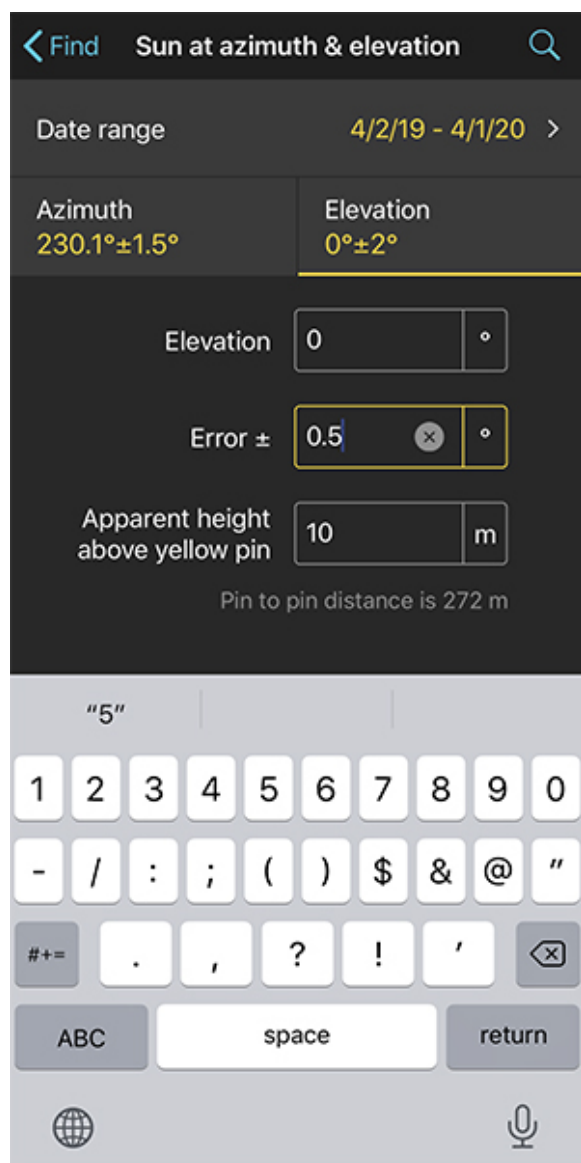 Find Sun at azimuth & elevation
Date range 4/2/19 - 4/1/20 >
Azimuth Elevation
230.1°±1.5° 0°±2°
Elevation 0 °
Error ± 0.5 °
Apparent height
above yellow pin 10 m
Pin to pin distance is 272 m
"5"
1 2 3 4 5 6 7 8 9 0
- / : ; ( ) $ & @ "
#+= . , ? ! '
ABC space return